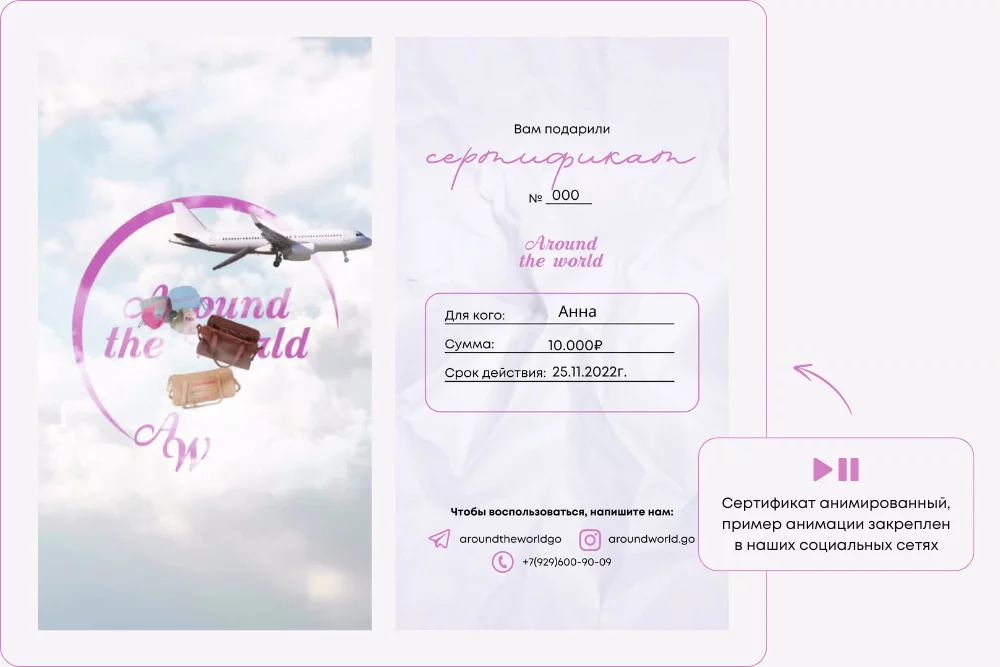 Around
the world
AW
Вам подарили
сертификат
№ 000
Around
the world
Для кого: Анна
Сумма: 10.000₽
Срок действия: 25.11.2022г.
Чтобы воспользоваться, напишите нам:
aroundtheworldgo aroundworld.go
+7(929)600-90-09
Сертификат анимированный,
пример анимации закреплен
в наших социальных сетях